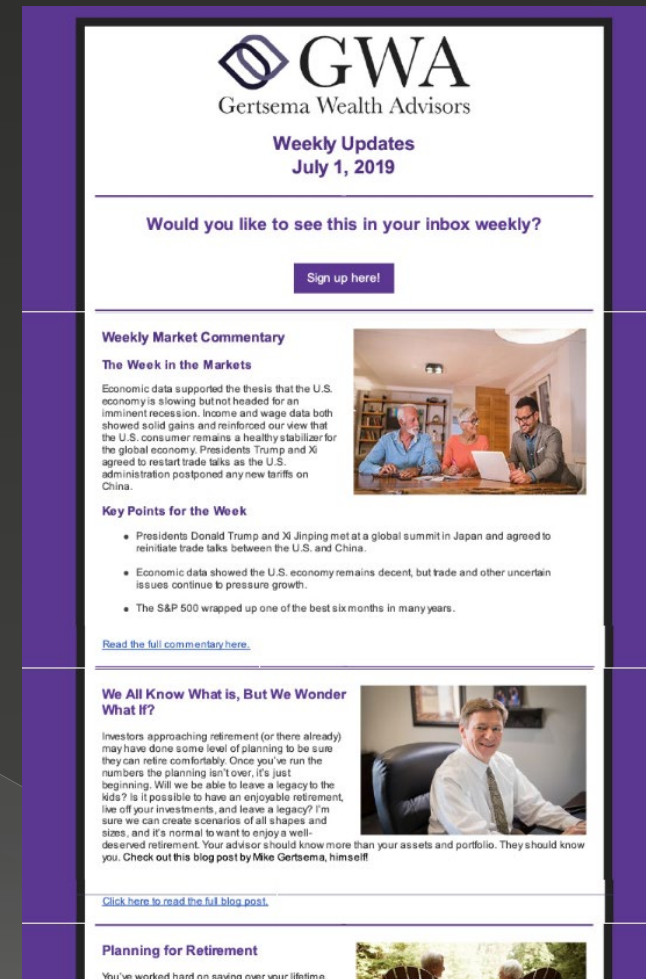 GWA
Gertsema Wealth Advisors
Weekly Updates
July 1, 2019
Would you like to see this in your inbox weekly?
Sign up here!
Weekly Market Commentary
The Week in the Markets
Economic data supported the thesis that the U.S.
economy is slowing but not headed for an
imminent recession. Income and wage data both
showed solid gains and reinforced our view that
the U.S. consumer remains a healthy stabilizer for
the global economy. Presidents Trump and Xi
agreed to restart trade talks as the U.S.
administration postponed any new tariffs on
China.
Key Points for the Week
• Presidents Donald Trump and Xi Jinping met at a global summit in Japan and agreed to
reinitiate trade talks between the U.S. and China.
• Economic data showed the U.S. economy remains decent, but trade and other uncertain
issues continue to pressure growth.
• The S&P 500 wrapped up one of the best six months in many years.
Read the full commentary here.
We All Know What is, But We Wonder
What If?
Investors approaching retirement (or there already)
may have done some level of planning to be sure
they can retire comfortably. Once you've run the
numbers the planning isn't over, it's just
beginning. Will we be able to leave a legacy to the
kids? Is it possible to have an enjoyable retirement,
live off your investments, and leave a legacy? I'm
sure we can create scenarios of all shapes and
sizes, and it's normal to want to enjoy a well-
deserved retirement. Your advisor should know more than your assets and portfolio. They should know
you. Check out this blog post by Mike Gertsema, himself!
Click here to read the full blog post.
Planning for Retirement
You've worked hard on saving over your lifetime